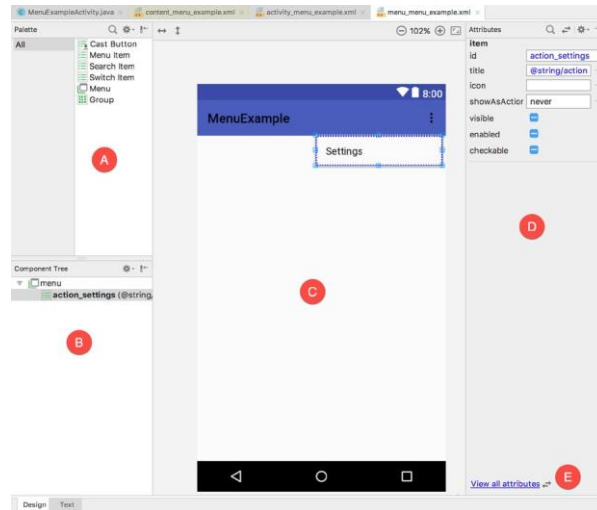 MenuExampleActivity.java content_menu_example.xml activity_menu_example.xml menu_menu_example.xml
Palette
All
Cast Button
Menu Item
Search Item
Switch Item
Menu
Group
A
Component Tree
menu
action_settings (@string,
B
102%
8:00
MenuExample
Settings
C
Attributes
item
id action_settings
title @string/action
icon
showAsAction never
visible
enabled
checkable
D
View all attributes
E
Design Text